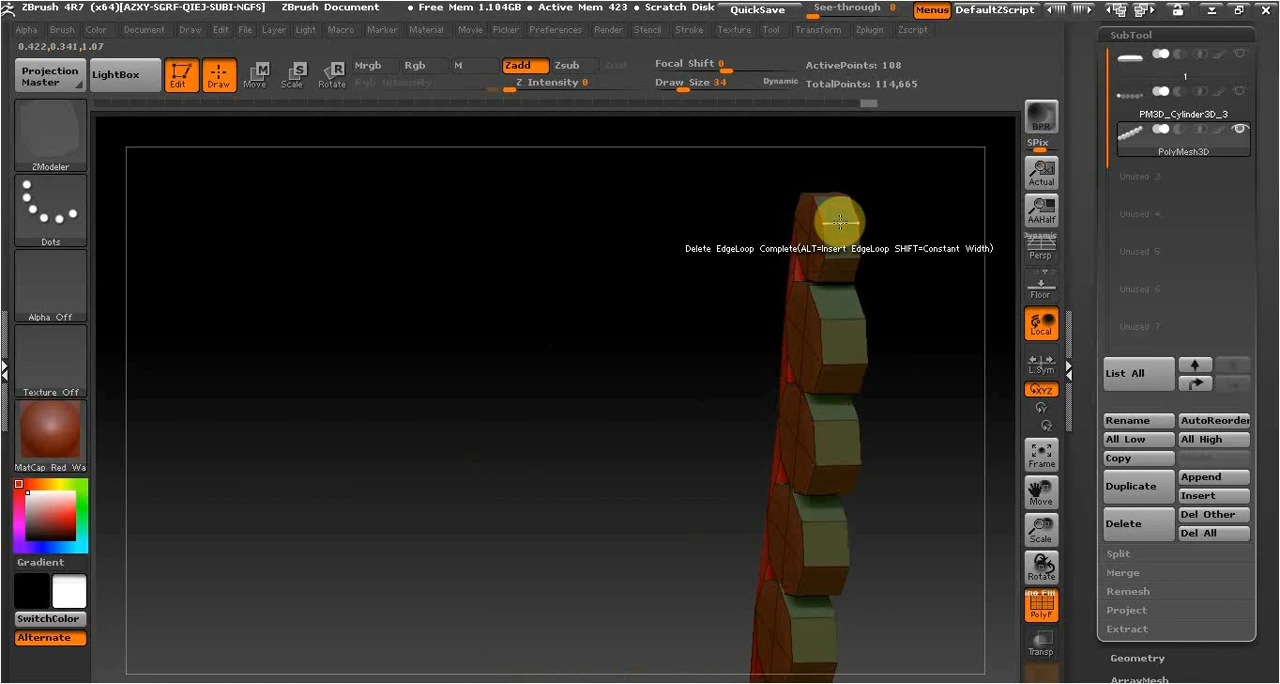 ZBrush 4R7 (x64)[AZXY-SGRF-QIEJ-SUBI-NGFS] ZBrush Document • Free Mem 1.104GB • Active Mem 423 • Scratch Disk QuickSave See-through 0 Menus DefaultZScript
Alpha Brush Color Document Draw Edit File Layer Light Macro Marker Material Movie Picker Preferences Render Stencil Stroke Texture Tool Transform Zplugin Zscript
0.422,0.341,1.07
Projection Master
LightBox
Edit
Draw
Move
Scale
Rotate
Mrgb Rgb M
Rgb Intensity
Zadd Zsub Zcut
Z Intensity 0
Focal Shift 0
Draw Size 34 Dynamic
ActivePoints: 108
TotalPoints: 114,665
ZModeler
Dots
Alpha Off
Texture Off
MatCap Red Wa
Gradient
SwitchColor
Alternate
Delete EdgeLoop Complete(ALT=Insert EdgeLoop SHIFT=Constant Width)
BPR
SPix
Actual
AAHalf
Dynamic
Persp
Floor
Local
L.Sym
XYZ
Frame
Move
Scale
Rotate
PolyF
Transp
SubTool
1
PM3D_Cylinder3D_3
PolyMesh3D
Unused 3
Unused 4
Unused 5
Unused 6
Unused 7
List All
Rename AutoReorder
All Low All High
Copy
Duplicate Append
Insert
Delete Del Other
Del All
Split
Merge
Remesh
Project
Extract
Geometry
ArrayMesh